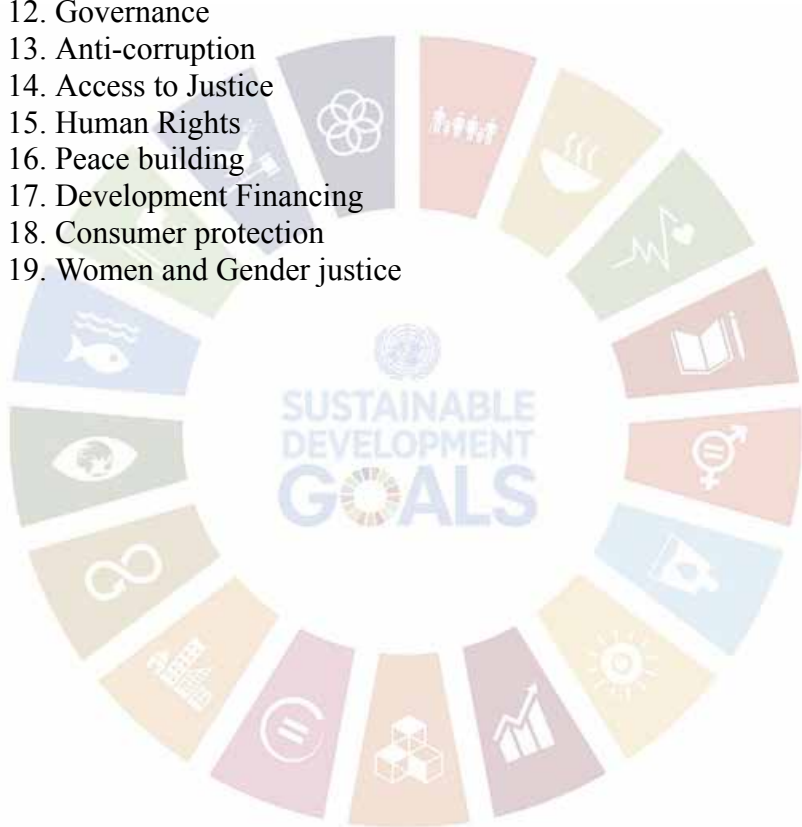 12. Governance
13. Anti-corruption
14. Access to Justice
15. Human Rights
16. Peace building
17. Development Financing
18. Consumer protection
19. Women and Gender justice
SUSTAINABLE
DEVELOPMENT
GOALS